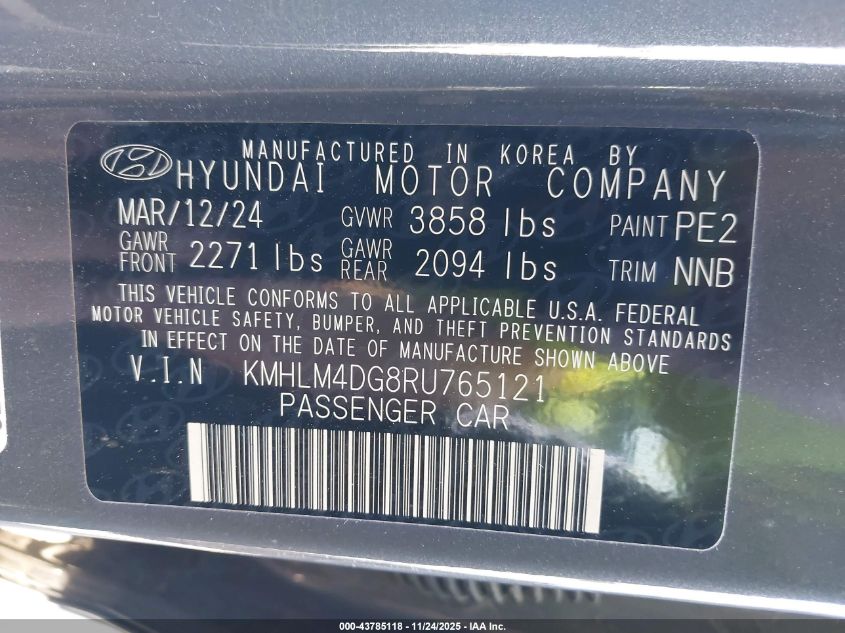 MANUFACTURED IN KOREA BY
HYUNDAI MOTOR COMPANY
MAR/12/24 GVWR 3858 lbs PAINT PE2
GAWR FRONT 2271 lbs GAWR REAR 2094 lbs TRIM NNB
THIS VEHICLE CONFORMS TO ALL APPLICABLE U.S.A. FEDERAL
MOTOR VEHICLE SAFETY, BUMPER, AND THEFT PREVENTION STANDARDS
IN EFFECT ON THE DATE OF MANUFACTURE SHOWN ABOVE
V.I.N KMHLM4DG8RU765121
PASSENGER CAR
000-43785118 - 11/24/2025 - IAA Inc.